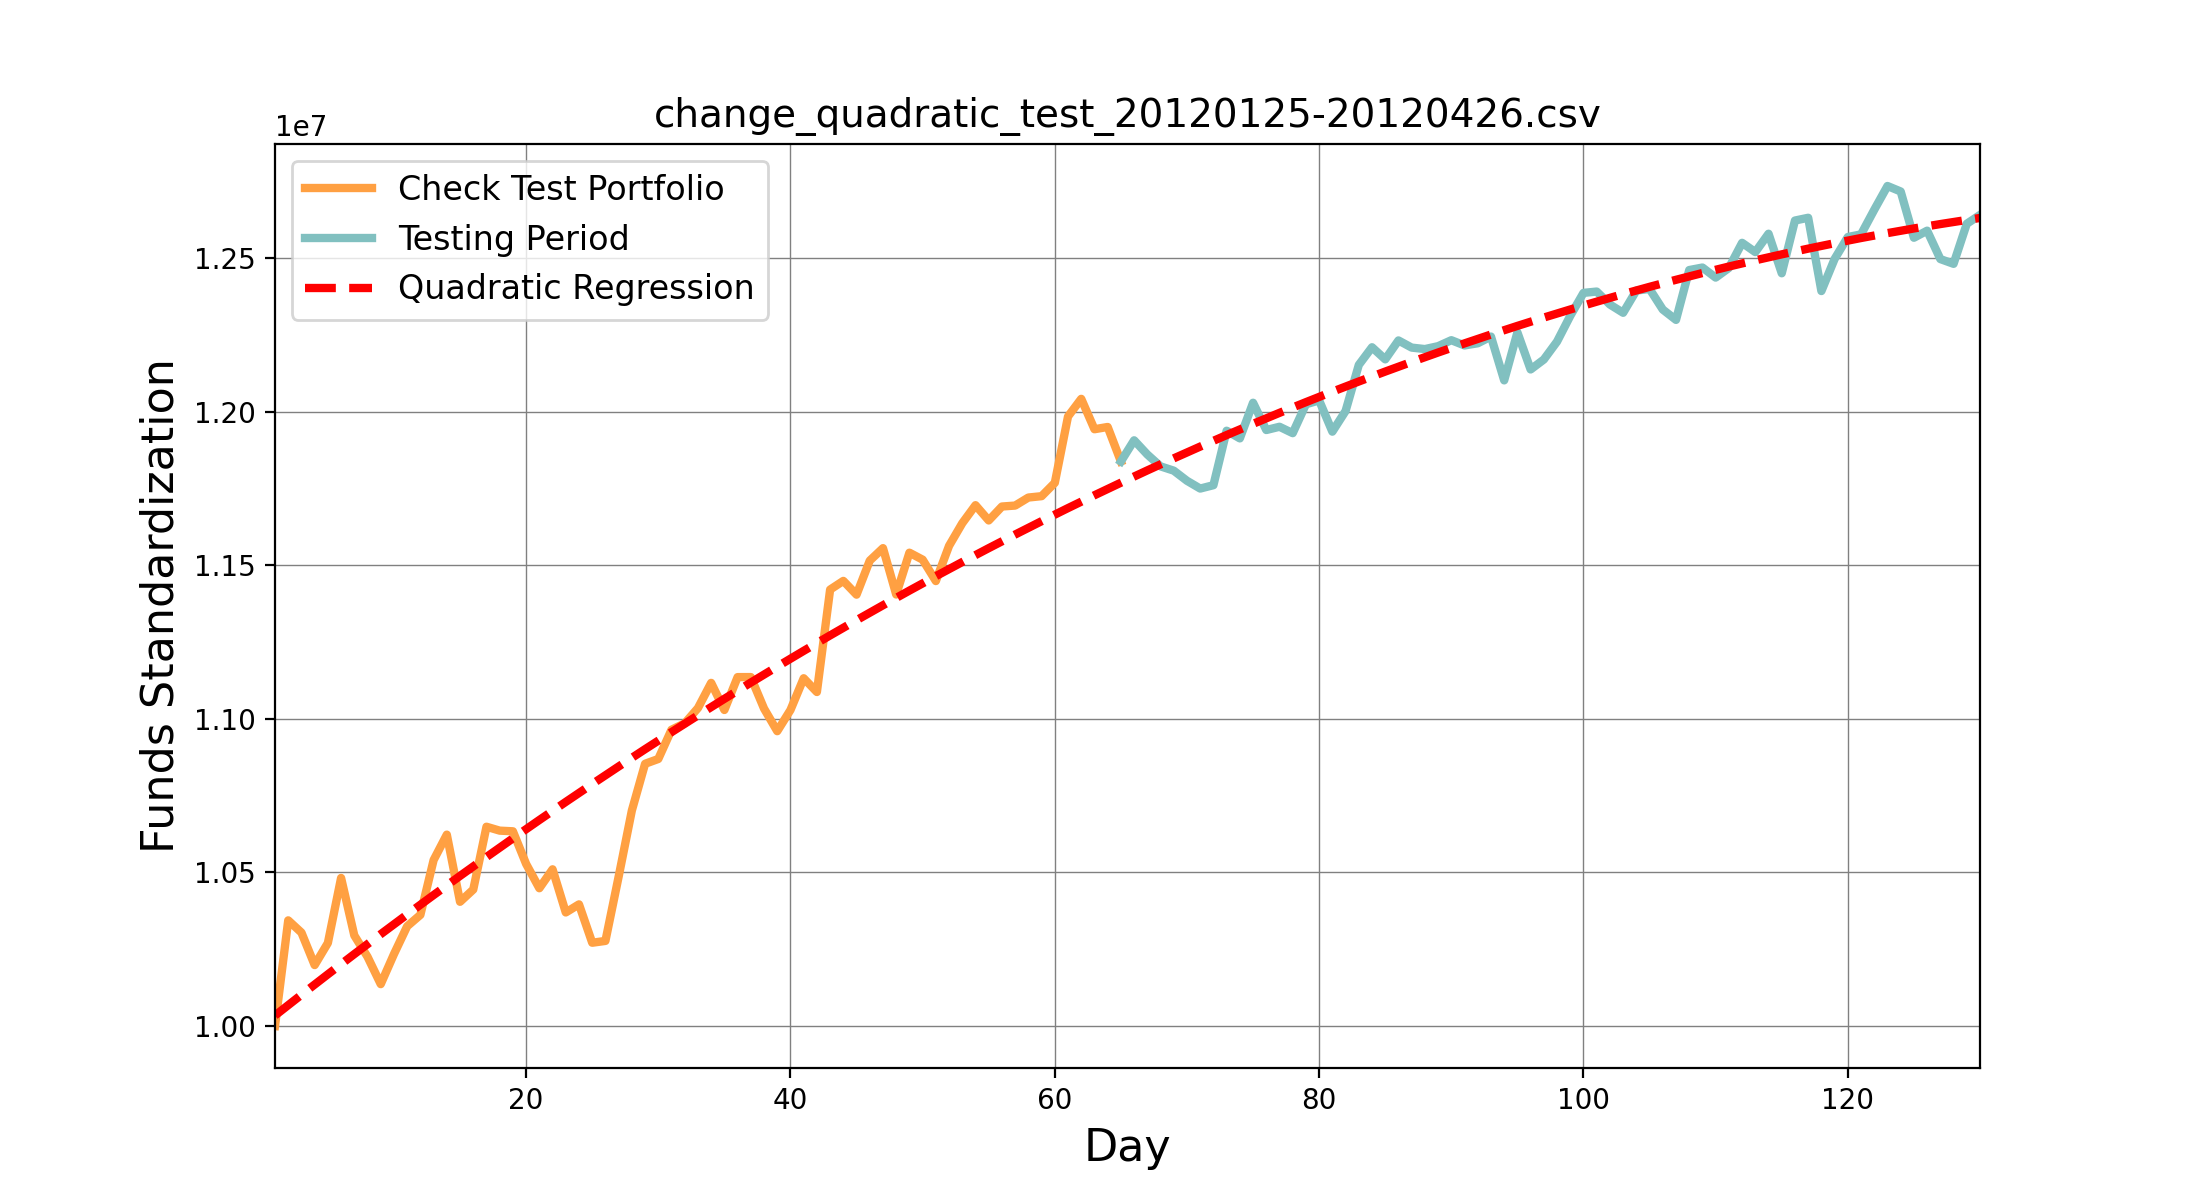 change_quadratic_test_20120125-20120426.csv
1e7
Check Test Portfolio
Testing Period
Quadratic Regression
Funds Standardization
1.25
1.20
1.15
1.10
1.05
1.00
20 40 60 80 100 120
Day